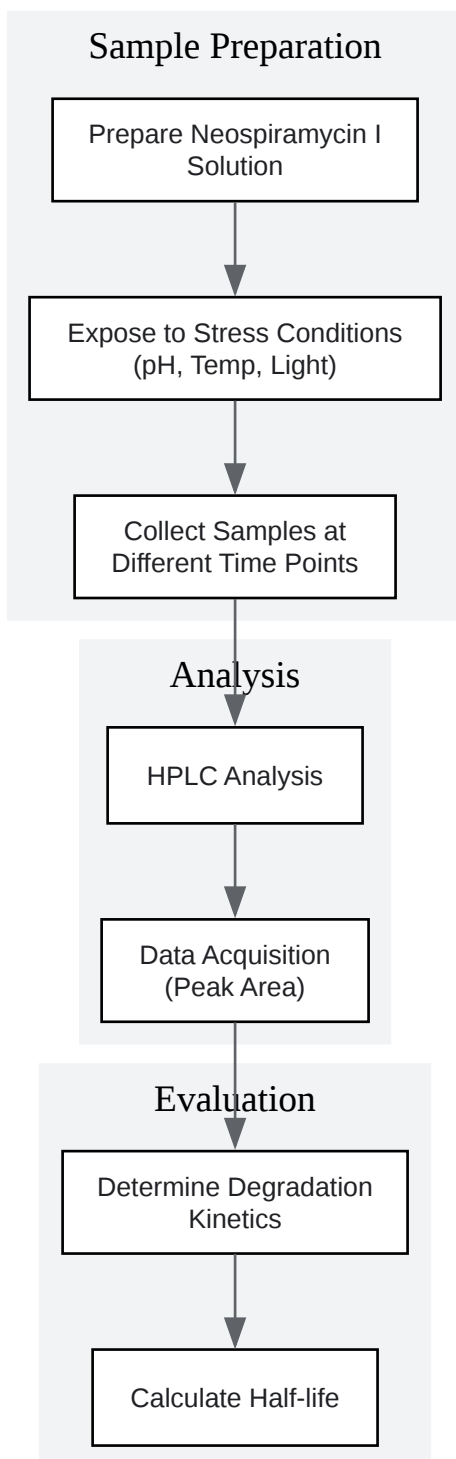 Sample Preparation
Prepare Neospiramycin I
Solution
Expose to Stress Conditions
(pH, Temp, Light)
Collect Samples at
Different Time Points
Analysis
HPLC Analysis
Data Acquisition
(Peak Area)
Evaluation
Determine Degradation
Kinetics
Calculate Half-life